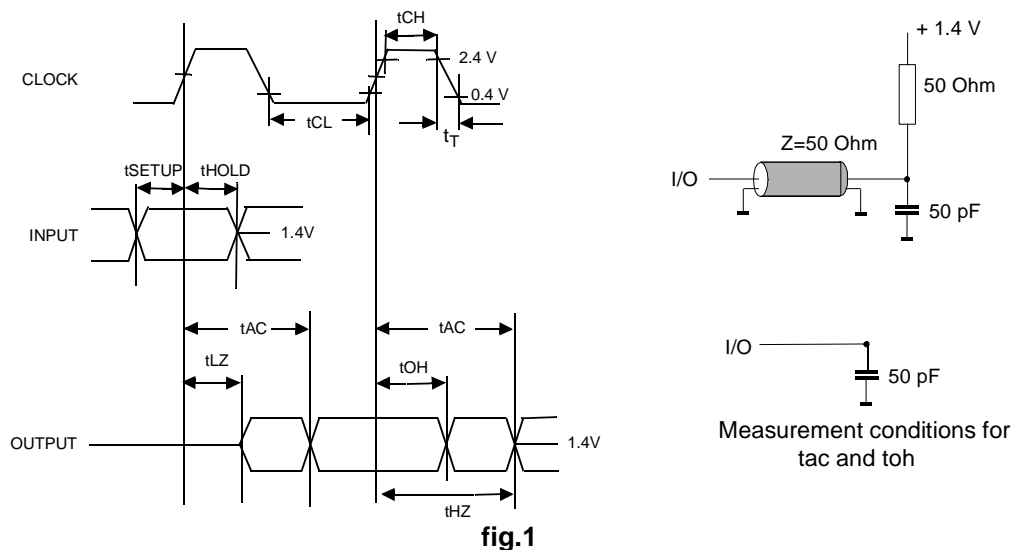 tCH
+ 1.4 V
2.4 V
CLOCK
50 Ohm
0.4 V
tCL
tT
Z=50 Ohm
tSETUP tHOLD
I/O
50 pF
INPUT
1.4V
tAC
tAC
I/O
tLZ
tOH
50 pF
OUTPUT
1.4V
Measurement conditions for
tac and toh
tHZ
fig.1